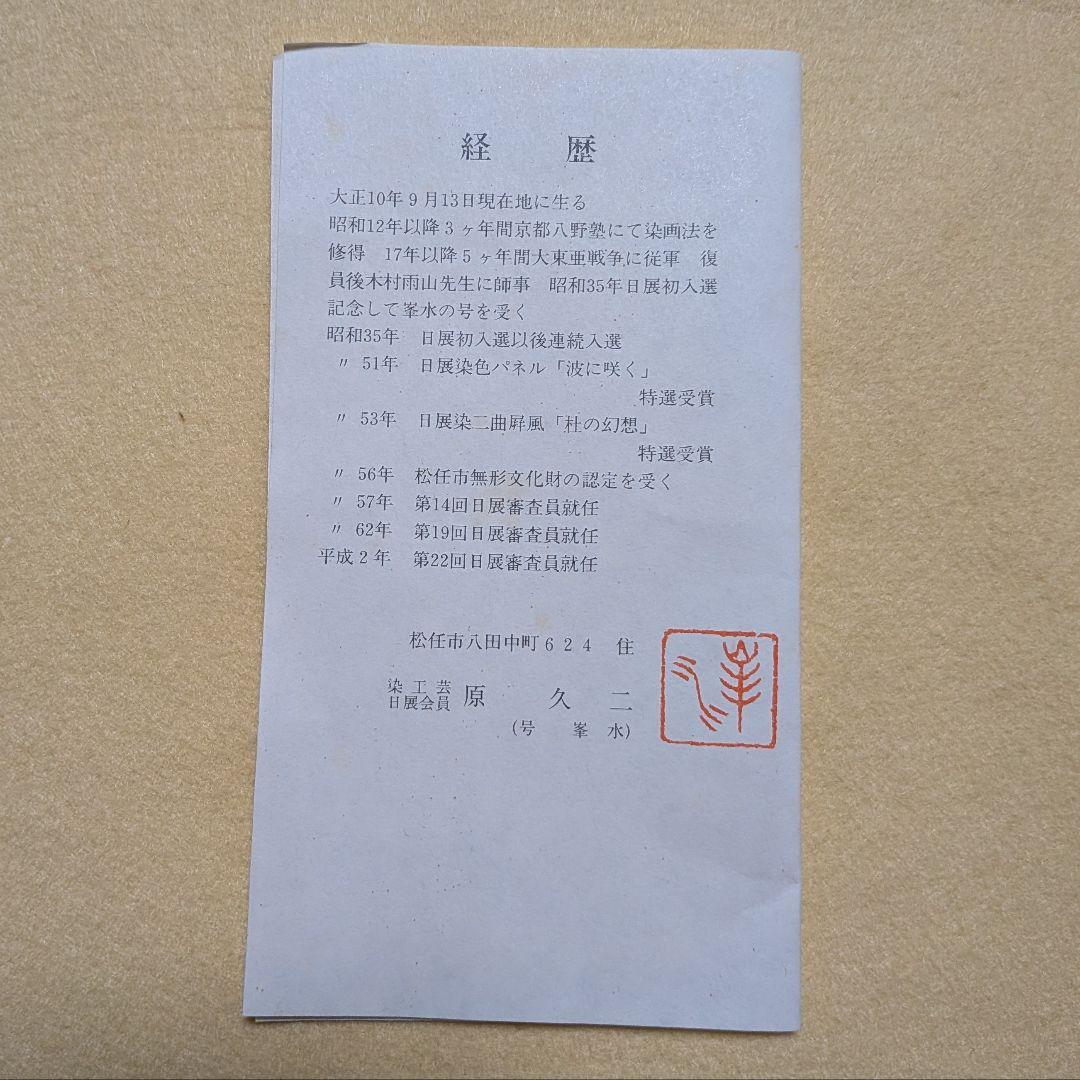 経 歴
大正10年9月13日現在地に生る
昭和12年以降3ヶ年間京都八野塾にて染画法を
修得 17年以降5ヶ年間大東亜戦争に従軍 復
員後木村雨山先生に師事 昭和35年日展初入選
記念して峯水の号を受く
昭和35年 日展初入選以後連続入選
〃 51年 日展染色パネル「波に咲く」
特選受賞
〃 53年 日展染二曲屛風「杜の幻想」
特選受賞
〃 56年 松任市無形文化財の認定を受く
〃 57年 第14回日展審査員就任
〃 62年 第19回日展審査員就任
平成2年 第22回日展審査員就任
松任市八田中町624 住
染工芸
日展会員 原 久二
(号 峯水)